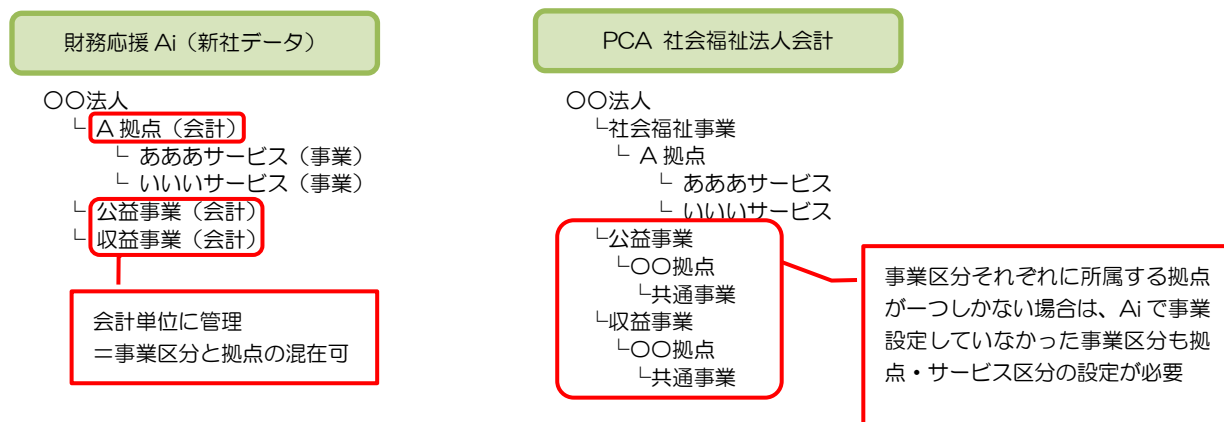 財務応援 Ai（新社データ）
〇〇法人
└ A 拠点（会計）
└ あああサービス（事業）
└ いいいサービス（事業）
└ 公益事業（会計）
└ 収益事業（会計）
会計単位に管理
＝事業区分と拠点の混在可
PCA 社会福祉法人会計
〇〇法人
└社会福祉事業
└ A 拠点
└ あああサービス
└ いいいサービス
└公益事業
└〇〇拠点
└共通事業
└収益事業
└〇〇拠点
└共通事業
事業区分それぞれに所属する拠点
が一つしかない場合は、Ai で事業
設定していなかった事業区分も拠
点・サービス区分の設定が必要